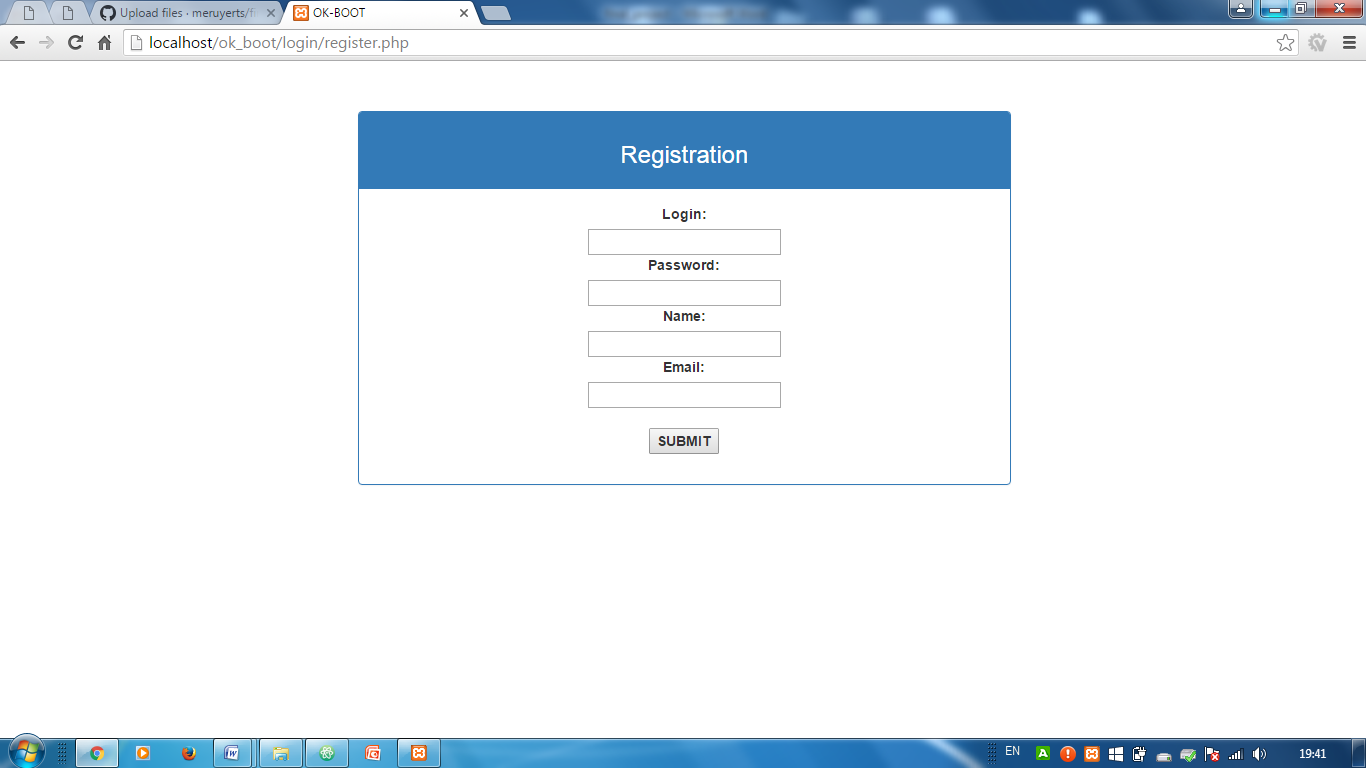 Upload files · meruyerts/fi
OK-BOOT
localhost/ok_boot/login/register.php
Registration
Login:
Password:
Name:
Email:
SUBMIT
EN
19:41